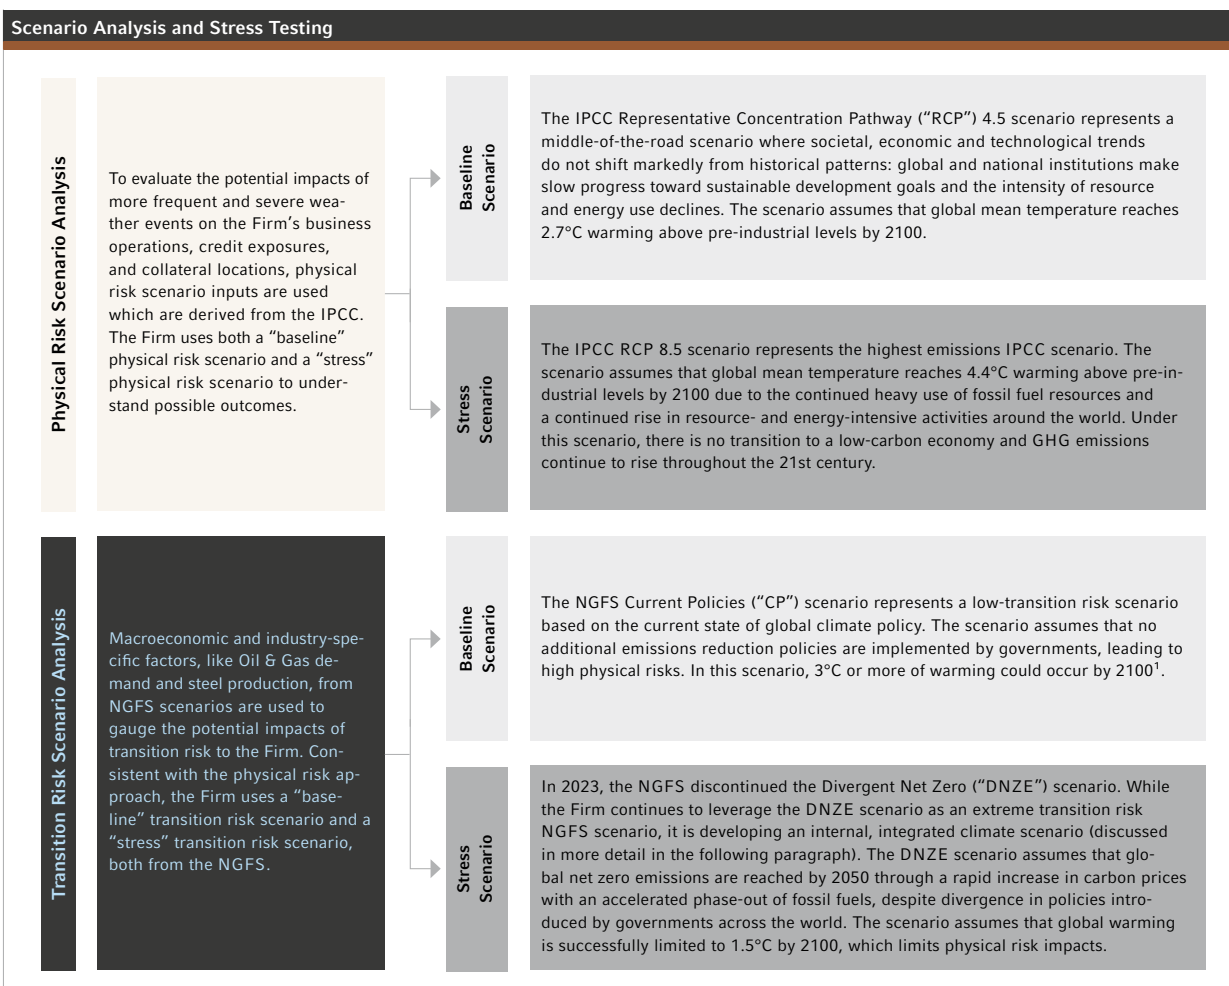 Scenario Analysis and Stress Testing
Physical Risk Scenario Analysis
To evaluate the potential impacts of
more frequent and severe wea-
ther events on the Firm's business
operations, credit exposures,
and collateral locations, physical
risk scenario inputs are used
which are derived from the IPCC.
The Firm uses both a “baseline”
physical risk scenario and a “stress”
physical risk scenario to under-
stand possible outcomes.
Baseline
Scenario
The IPCC Representative Concentration Pathway (“RCP”) 4.5 scenario represents a
middle-of-the-road scenario where societal, economic and technological trends
do not shift markedly from historical patterns: global and national institutions make
slow progress toward sustainable development goals and the intensity of resource
and energy use declines. The scenario assumes that global mean temperature reaches
2.7°C warming above pre-industrial levels by 2100.
Stress
Scenario
The IPCC RCP 8.5 scenario represents the highest emissions IPCC scenario. The
scenario assumes that global mean temperature reaches 4.4°C warming above pre-in-
dustrial levels by 2100 due to the continued heavy use of fossil fuel resources and
a continued rise in resource- and energy-intensive activities around the world. Under
this scenario, there is no transition to a low-carbon economy and GHG emissions
continue to rise throughout the 21st century.
Transition Risk Scenario Analysis
Macroeconomic and industry-spe-
cific factors, like Oil & Gas de-
mand and steel production, from
NGFS scenarios are used to
gauge the potential impacts of
transition risk to the Firm. Con-
sistent with the physical risk ap-
proach, the Firm uses a “base-
line” transition risk scenario and a
“stress” transition risk scenario,
both from the NGFS.
Baseline
Scenario
The NGFS Current Policies (“CP”) scenario represents a low-transition risk scenario
based on the current state of global climate policy. The scenario assumes that no
additional emissions reduction policies are implemented by governments, leading to
high physical risks. In this scenario, 3°C or more of warming could occur by 2100¹.
Stress
Scenario
In 2023, the NGFS discontinued the Divergent Net Zero (“DNZE”) scenario. While
the Firm continues to leverage the DNZE scenario as an extreme transition risk
NGFS scenario, it is developing an internal, integrated climate scenario (discussed
in more detail in the following paragraph). The DNZE scenario assumes that glo-
bal net zero emissions are reached by 2050 through a rapid increase in carbon prices
with an accelerated phase-out of fossil fuels, despite divergence in policies intro-
duced by governments across the world. The scenario assumes that global warming
is successfully limited to 1.5°C by 2100, which limits physical risk impacts.